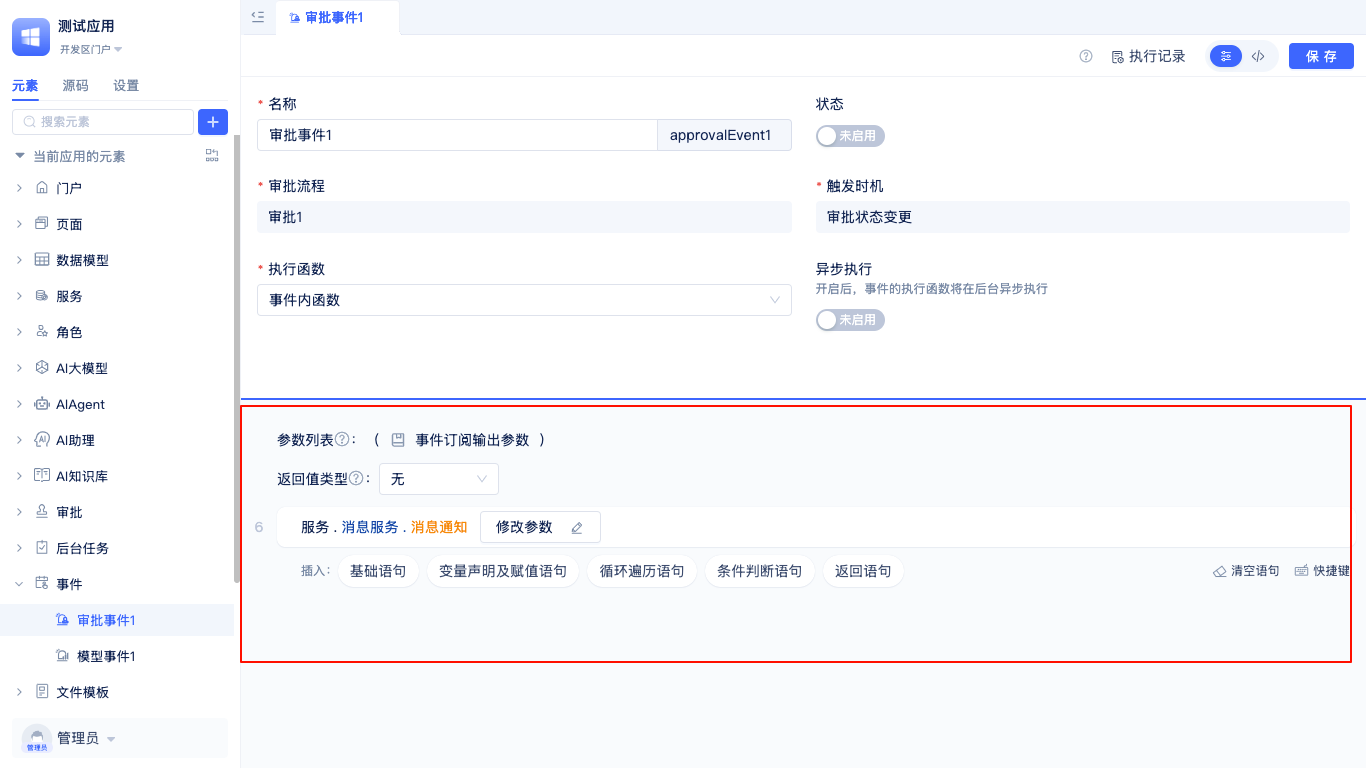 测试应用
开发区门户
元素 源码 设置
搜索元素
当前应用的元素
门户
页面
数据模型
服务
角色
AI大模型
AIAgent
AI助理
AI知识库
审批
后台任务
事件
审批事件1
模型事件1
文件模板
管理员
管理员
审批事件1
执行记录
保 存
* 名称
审批事件1 approvalEvent1
状态
未启用
* 审批流程
审批1
* 触发时机
审批状态变更
* 执行函数
事件内函数
异步执行
开启后，事件的执行函数将在后台异步执行
未启用
参数列表?： ( 事件订阅输出参数 )
返回值类型?： 无
6 服务 . 消息服务 . 消息通知 修改参数
插入： 基础语句 变量声明及赋值语句 循环遍历语句 条件判断语句 返回语句 清空语句 快捷键